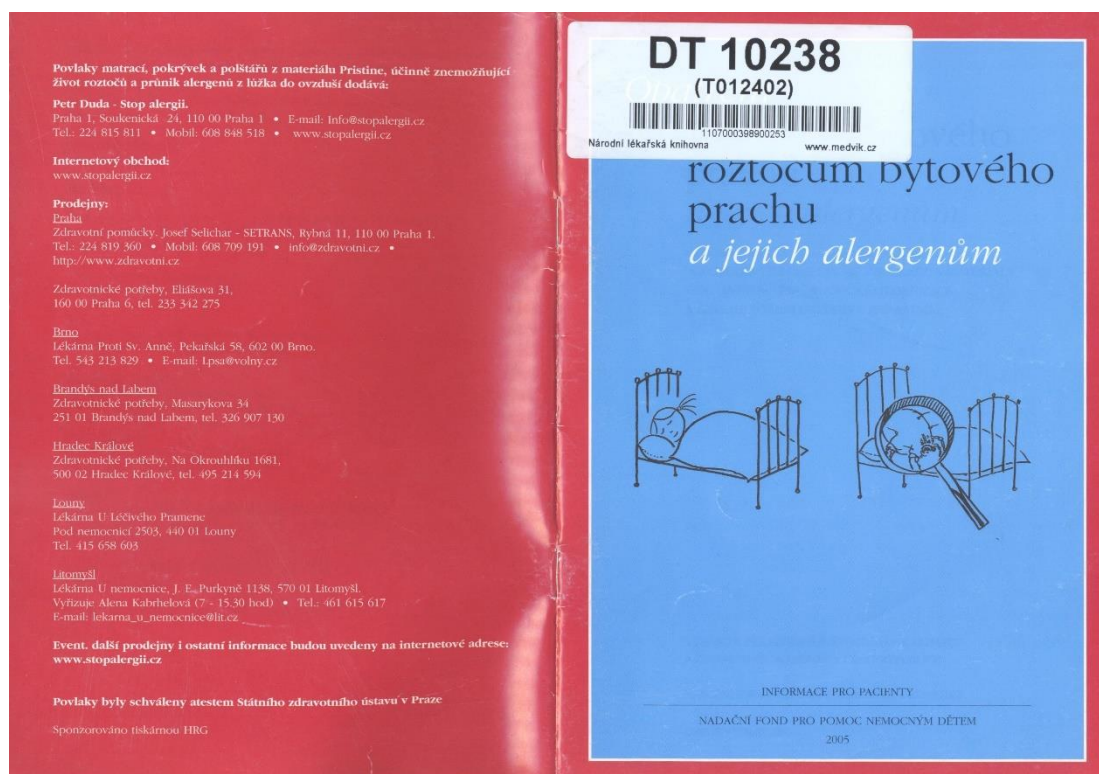 Povlaky matrací, pokrývek a polštářů z materiálu Pristine, účinně znemožňující
život roztočů a průnik alergenů z lůžka do ovzduší dodává:
Petr Duda - Stop alergii.
Praha 1, Soukenická 24, 110 00 Praha 1 • E-mail: Info@stopalergii.cz
Tel.: 224 815 811 • Mobil: 608 848 518 • www.stopalergii.cz
Internetový obchod:
www.stopalergii.cz
Prodejny:
Praha
Zdravotní pomůcky. Josef Selichar - SETRANS, Rybná 11, 110 00 Praha 1.
Tel.: 224 819 360 • Mobil: 608 709 191 • info@zdravotni.cz •
http://www.zdravotni.cz
Zdravotnické potřeby, Eliášova 31,
160 00 Praha 6, tel. 233 342 275
Brno
Lékárna Proti Sv. Anně, Pekařská 58, 602 00 Brno.
Tel. 543 213 829 • E-mail: Lpsa@volny.cz
Brandýs nad Labem
Zdravotnické potřeby, Masarykova 34
251 01 Brandýs nad Labem, tel. 326 907 130
Hradec Králové
Zdravotnické potřeby, Na Okrouhlíku 1681,
500 02 Hradec Králové, tel. 495 214 594
Louny
Lékárna U Léčivého Pramene
Pod nemocnicí 2503, 440 01 Louny
Tel. 415 658 603
Litomyšl
Lékárna U nemocnice, J. E. Purkyně 1138, 570 01 Litomyšl.
Vyřizuje Alena Kabrhelová (7 - 15.30 hod) • Tel.: 461 615 617
E-mail: lekarna_u_nemocnice@lit.cz
Event. další prodejny i ostatní informace budou uvedeny na internetové adrese:
www.stopalergii.cz
Povlaky byly schváleny atestem Státního zdravotního ústavu v Praze
Sponzorováno tiskárnou HRG
DT 10238
(T012402)
1107000398900253
Národní lékařská knihovna www.medvik.cz
roztočům bytového
prachu
a jejich alergenům
INFORMACE PRO PACIENTY
NADAČNÍ FOND PRO POMOC NEMOCNÝM DĚTEM
2005